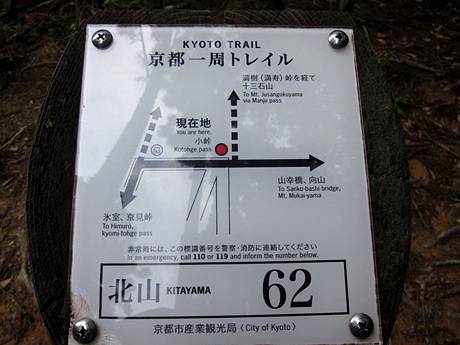 KYOTO TRAIL
京都一周トレイル
満樹（満寿）峠を経て
十三石山
To Mt. Jusangokuyama
via Manju pass
現在地
You are here.
小峠
Kotohge pass
63
山幸橋、向山
To Sanko-bashi bridge,
Mt. Mukai-yama
氷室、京見峠
To Himuro,
kyomi-tohge pass
非常時には、この標識番号を警察・消防に連絡してください
In an emergency, call 110 or 119 and inform the number below.
北山 KITAYAMA 62
京都市産業観光局〈City of Kyoto〉